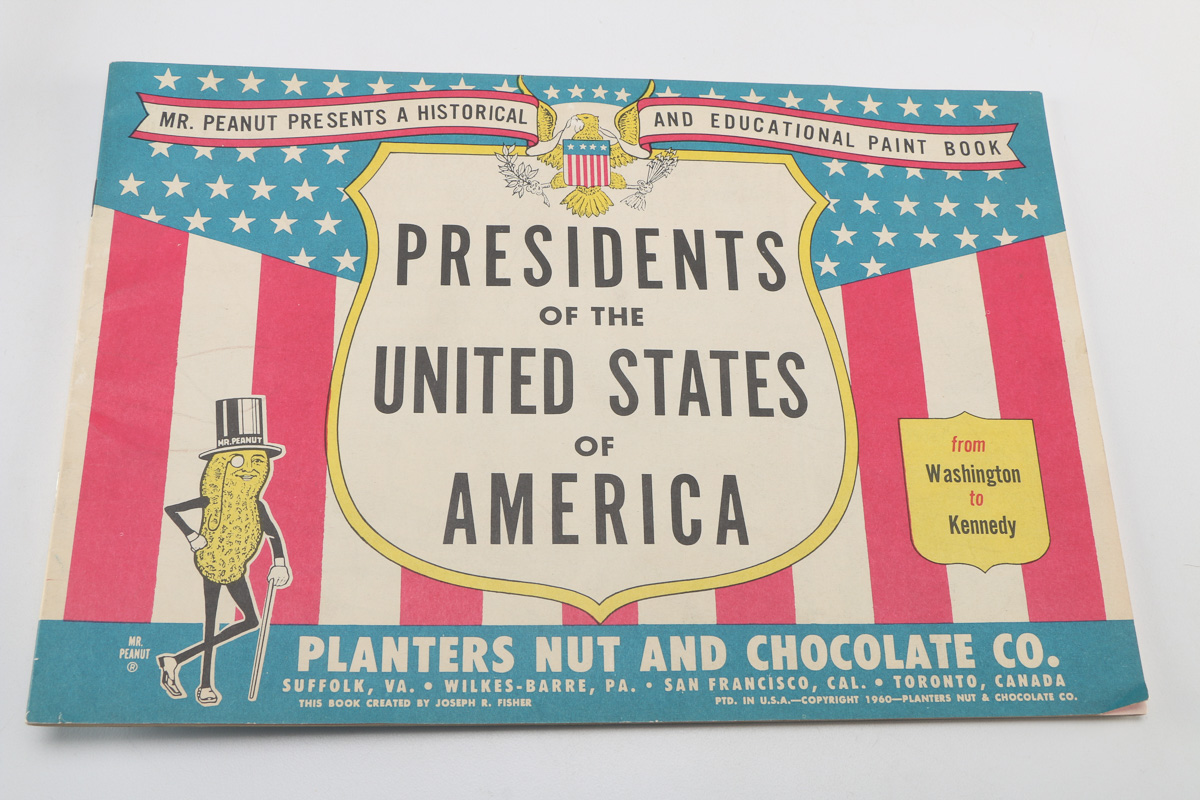 MR. PEANUT PRESENTS A HISTORICAL AND EDUCATIONAL PAINT BOOK
PRESIDENTS
OF THE
UNITED STATES
OF
AMERICA
from
Washington
to
Kennedy
MR. PEANUT
MR.
PEANUT
®
PLANTERS NUT AND CHOCOLATE CO.
SUFFOLK, VA. • WILKES-BARRE, PA. • SAN FRANCISCO, CAL. • TORONTO, CANADA
THIS BOOK CREATED BY JOSEPH R. FISHER
PTD. IN U.S.A.—COPYRIGHT 1960—PLANTERS NUT & CHOCOLATE CO.